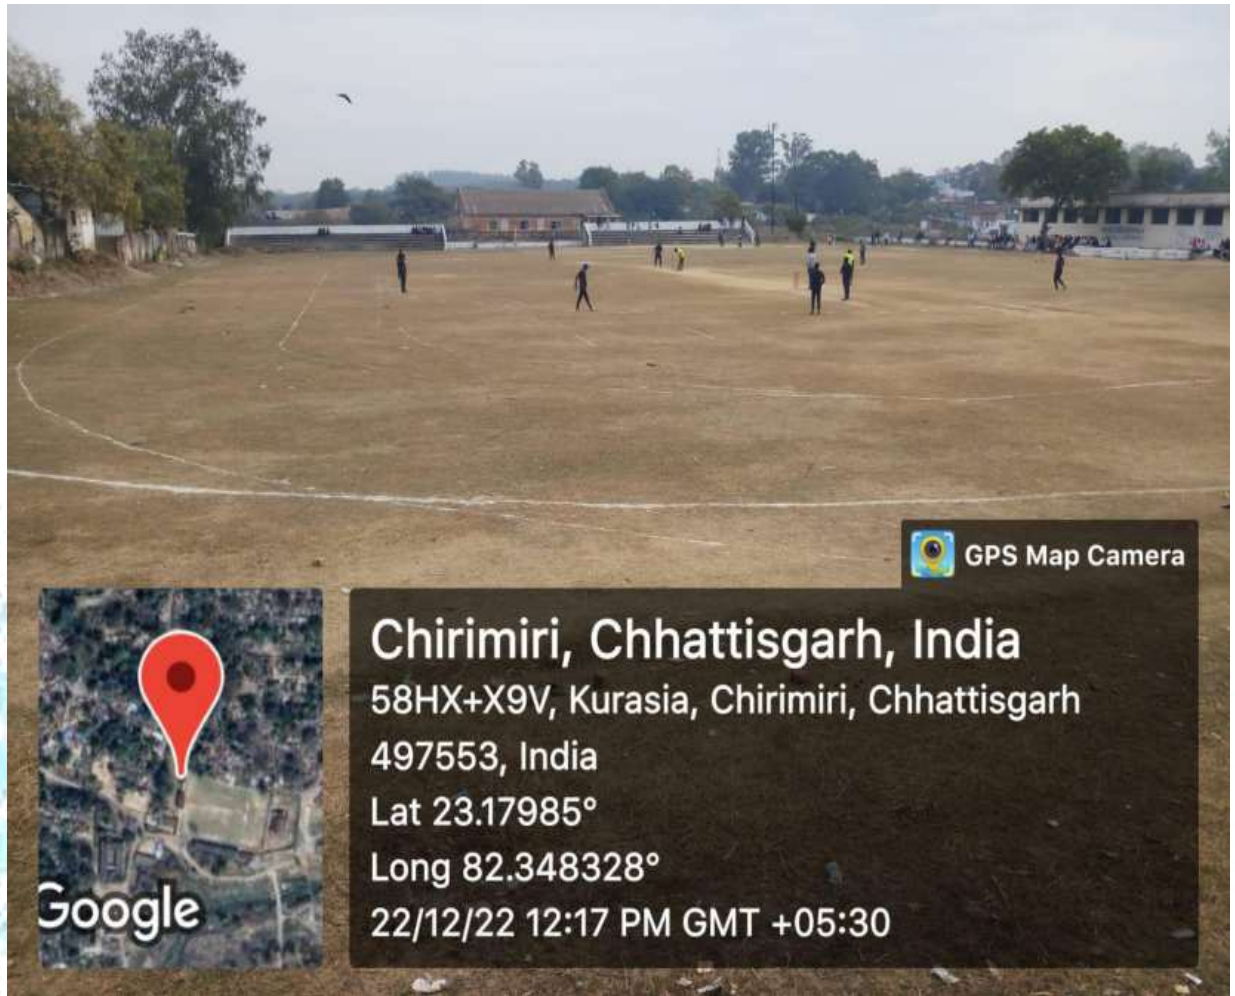 GPS Map Camera
Chirimiri, Chhattisgarh, India
58HX+X9V, Kurasia, Chirimiri, Chhattisgarh
497553, India
Lat 23.17985°
Long 82.348328°
22/12/22 12:17 PM GMT +05:30
Google